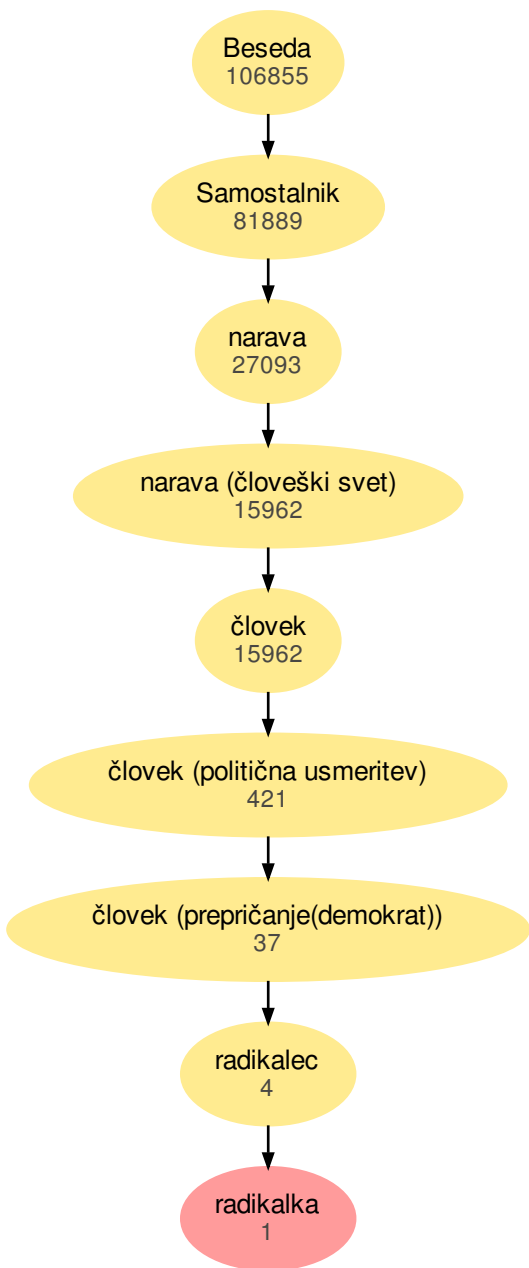 Beseda
106855
Samostalnik
81889
narava
27093
narava (človeški svet)
15962
človek
15962
človek (politična usmeritev)
421
človek (prepričanje(demokrat))
37
radikalec
4
radikalka
1